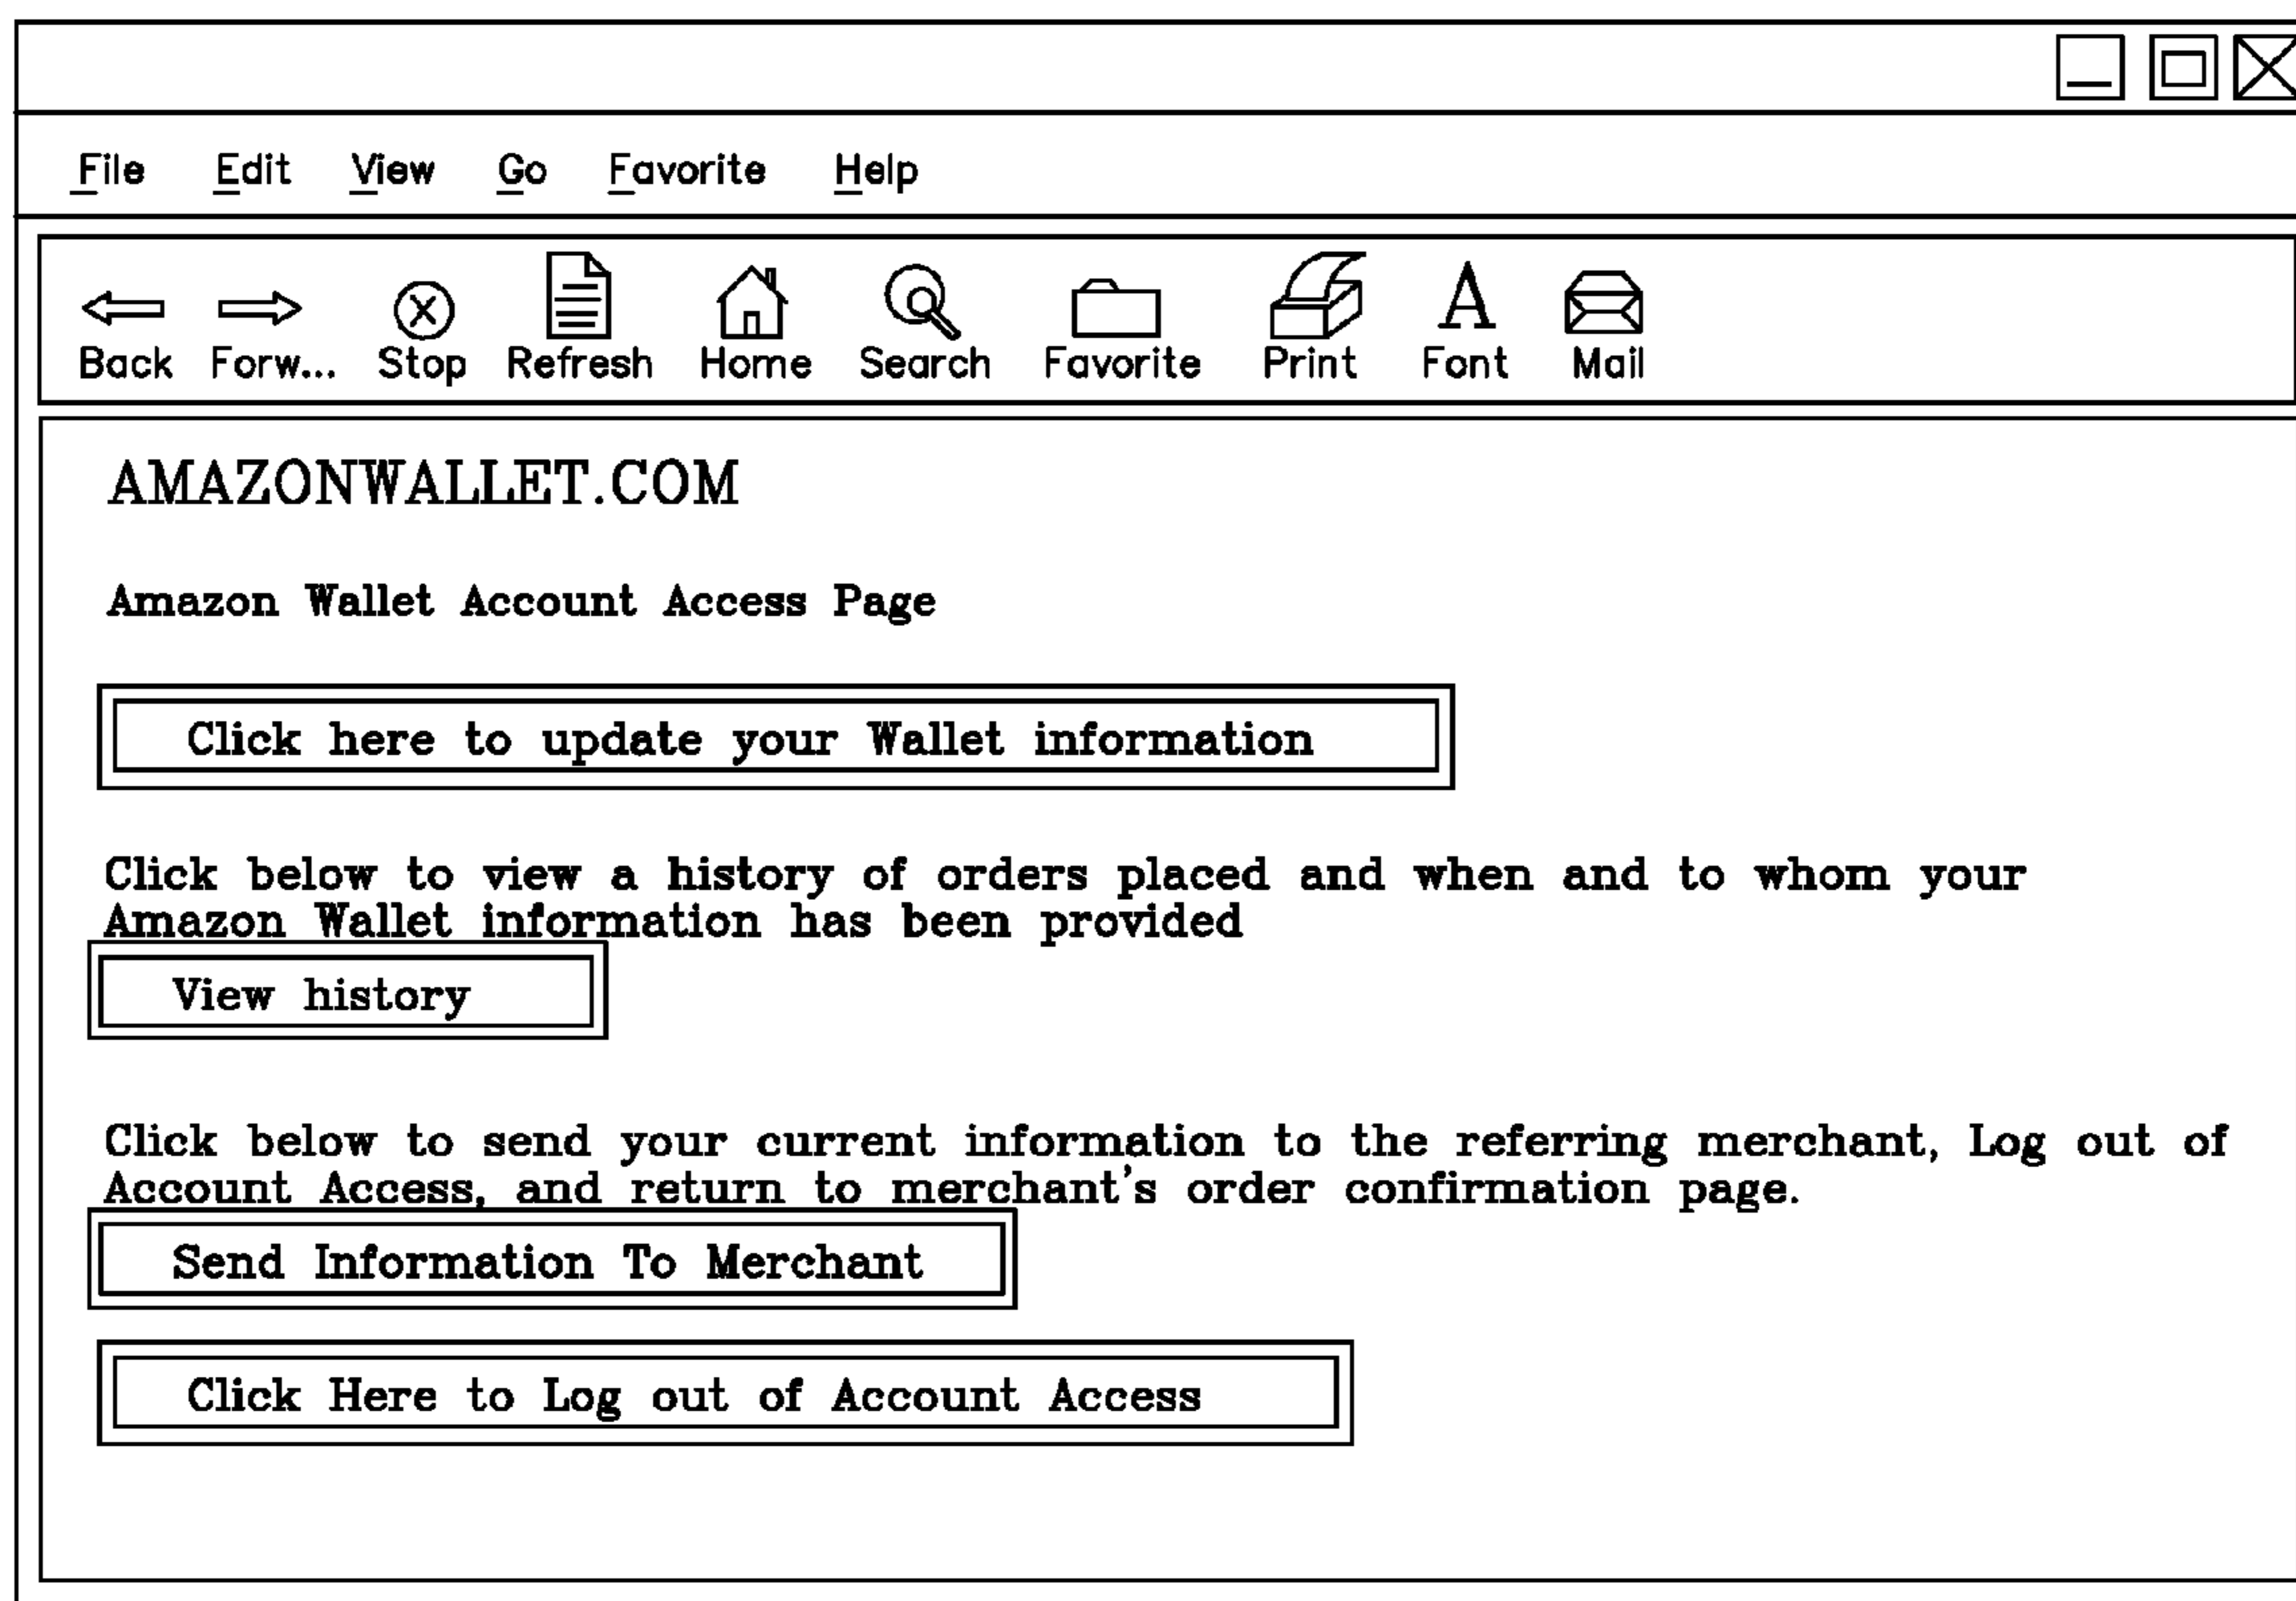 File Edit View Go Favorite Help
Back Forw... Stop Refresh Home Search Favorite Print Font Mail
AMAZONWALLET.COM
Amazon Wallet Account Access Page
Click here to update your Wallet information
Click below to view a history of orders placed and when and to whom your
Amazon Wallet information has been provided
View history
Click below to send your current information to the referring merchant, Log out of
Account Access, and return to merchant's order confirmation page.
Send Information To Merchant
Click Here to Log out of Account Access